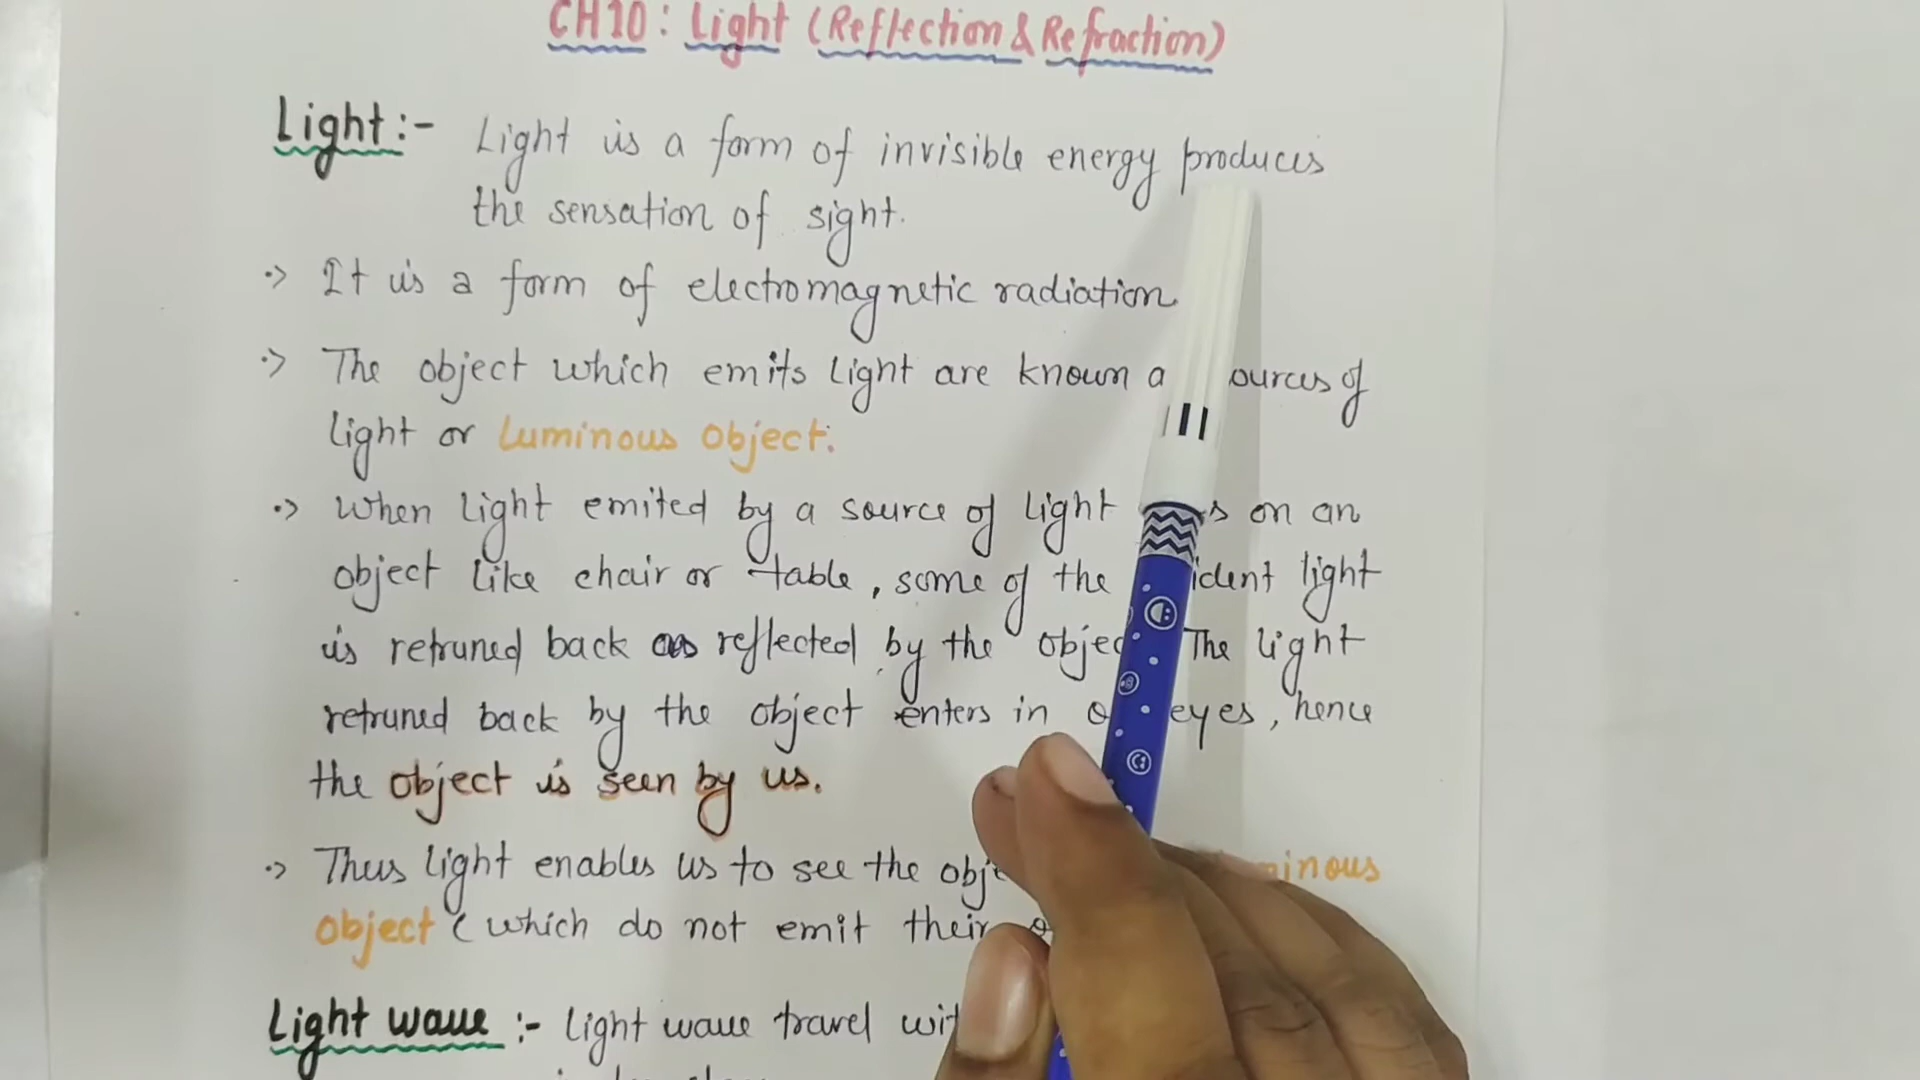 CH10: Light (Reflection & Refraction)
Light:- Light is a form of invisible energy produces
the sensation of sight.
·> It is a form of electromagnetic radiation.
·> The object which emits light are known a ources of
light or Luminous Object.
·> When light emited by a source of light s on an
object like chair or table, some of the ident light
is retruned back as reflected by the objec The light
retruned back by the object enters in o eyes, hence
the object is seen by us.
·> Thus light enables us to see the obje minous
object (which do not emit their o
Light wave :- Light wave travel wit